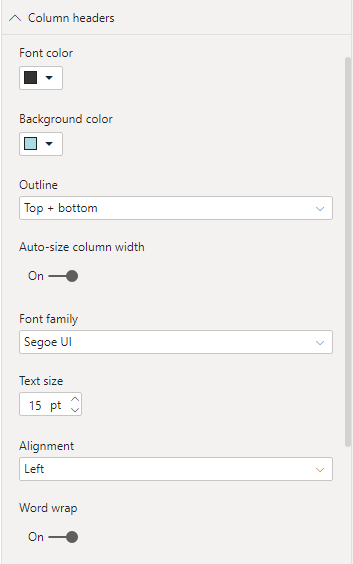 Column headers
Font color
Background color
Outline
Top + bottom
Auto-size column width
On
Font family
Segoe UI
Text size
15 pt
Alignment
Left
Word wrap
On